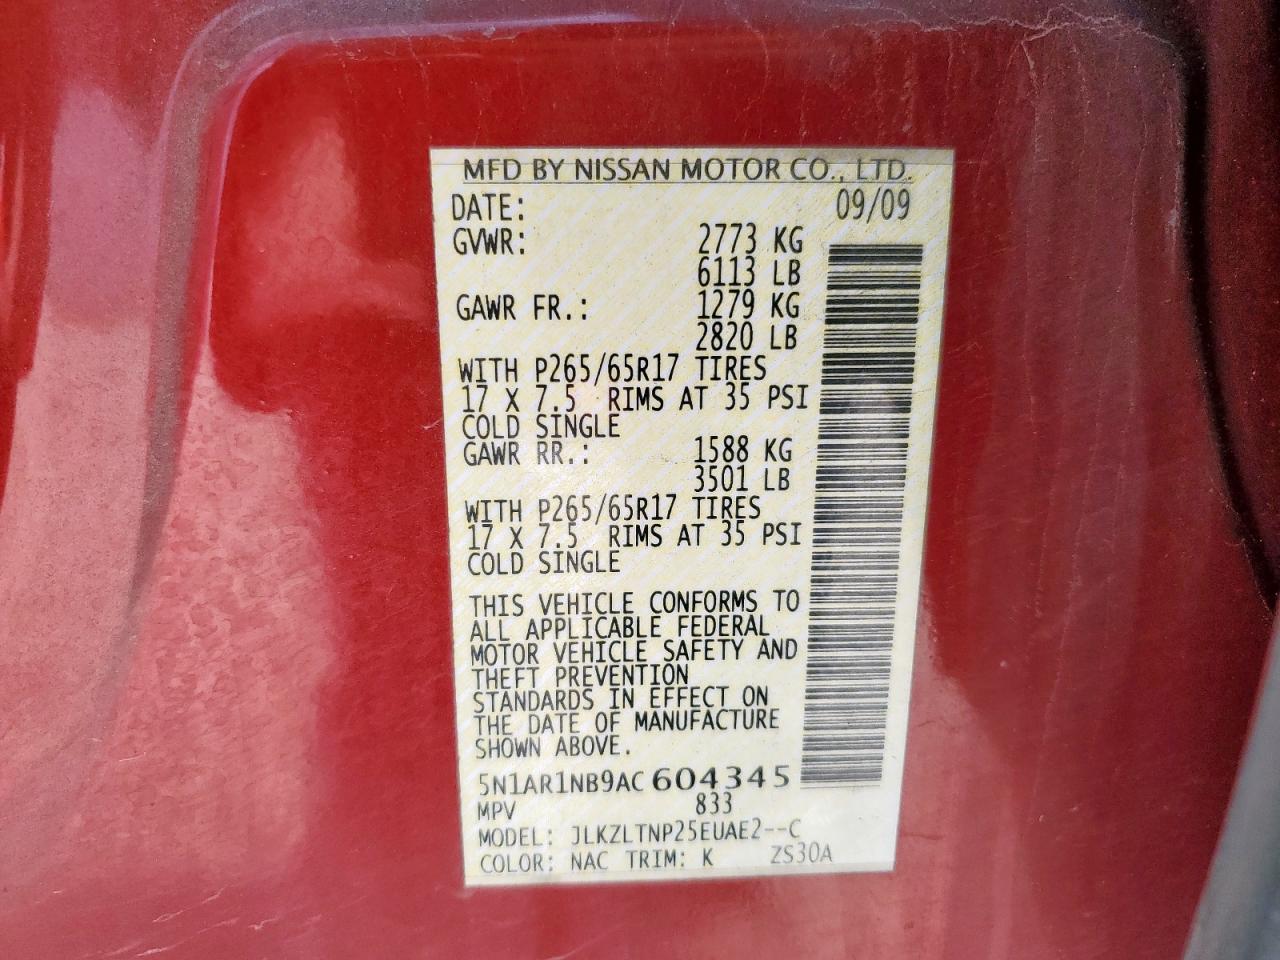 MFD BY NISSAN MOTOR CO., LTD.
DATE: 09/09
GVWR: 2773 KG
6113 LB
GAWR FR.: 1279 KG
2820 LB
WITH P265/65R17 TIRES
17 X 7.5 RIMS AT 35 PSI
COLD SINGLE
GAWR RR.: 1588 KG
3501 LB
WITH P265/65R17 TIRES
17 X 7.5 RIMS AT 35 PSI
COLD SINGLE
THIS VEHICLE CONFORMS TO
ALL APPLICABLE FEDERAL
MOTOR VEHICLE SAFETY AND
THEFT PREVENTION
STANDARDS IN EFFECT ON
THE DATE OF MANUFACTURE
SHOWN ABOVE.
5N1AR1NB9AC604345
MPV 833
MODEL: JLKZLTNP25EUAE2--C
COLOR: NAC TRIM: K ZS30A